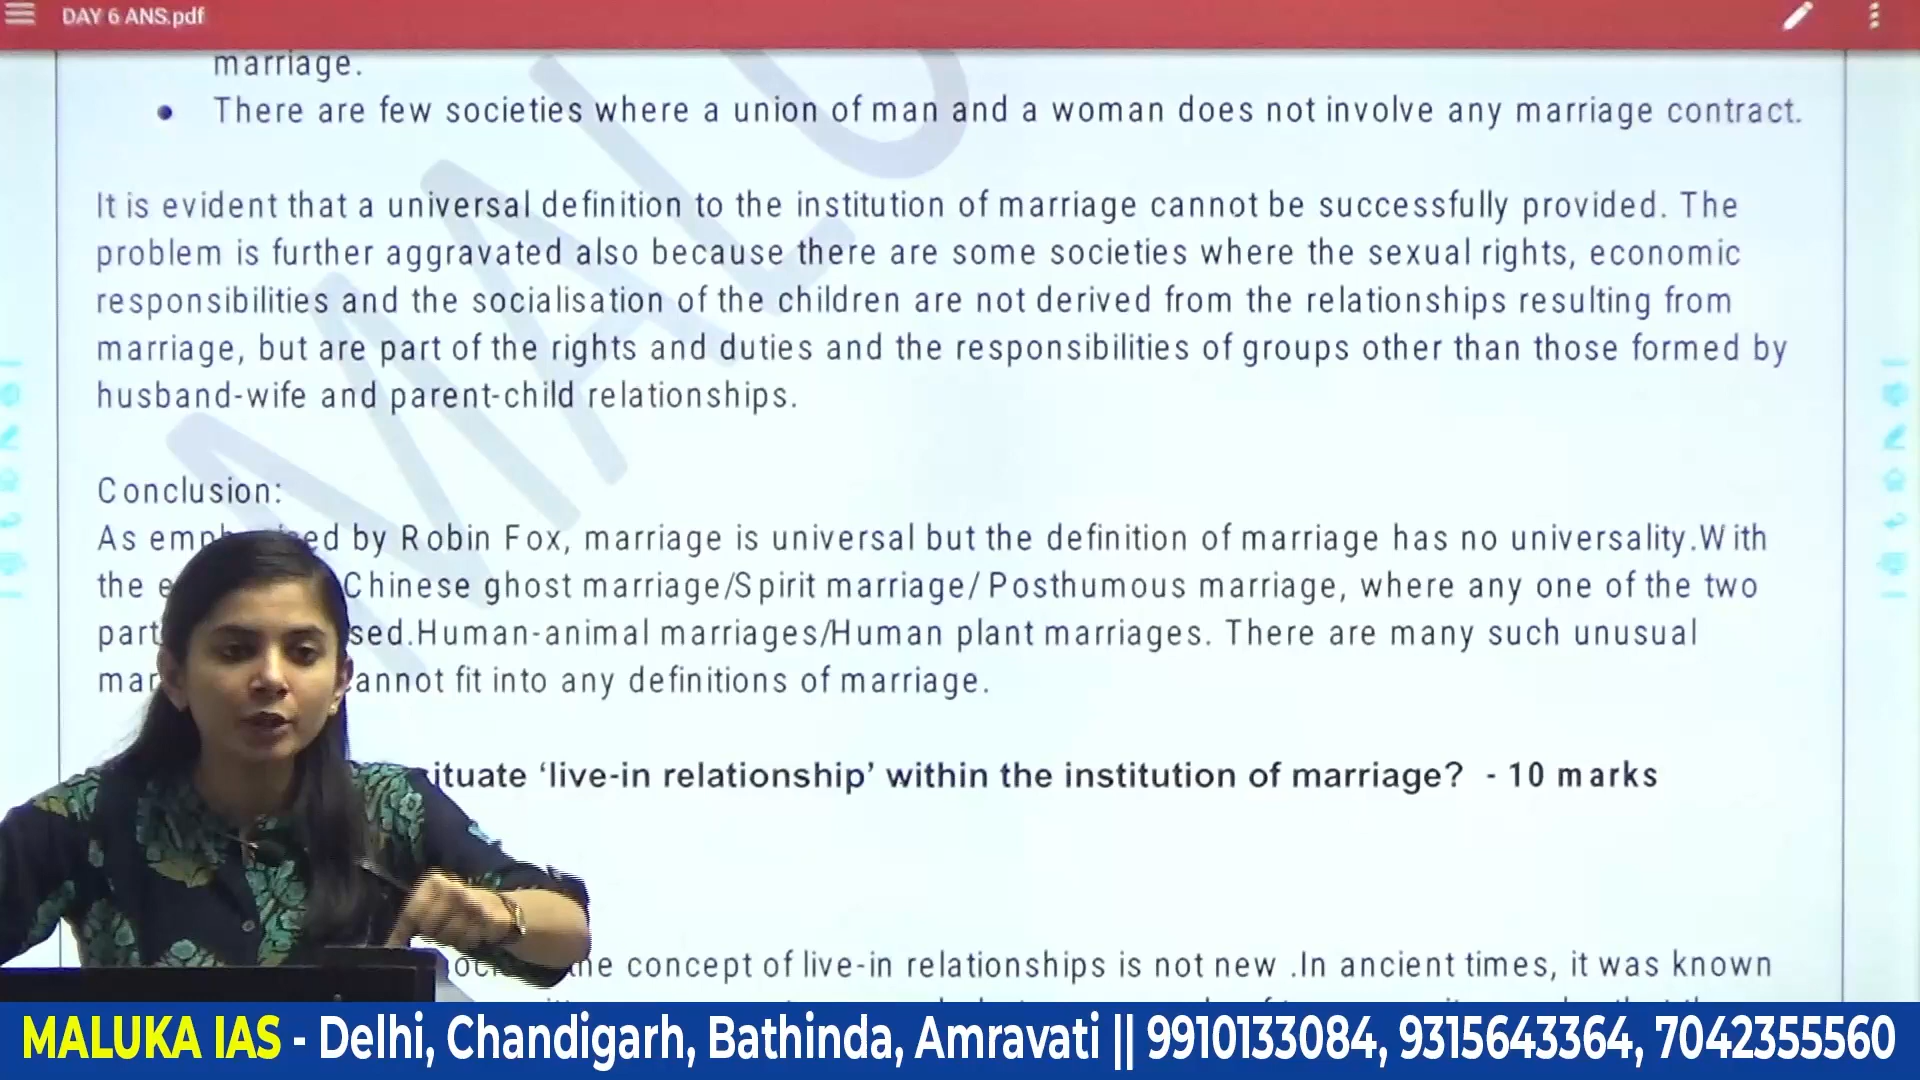 DAY 6 ANS.pdf
marriage.
• There are few societies where a union of man and a woman does not involve any marriage contract.
It is evident that a universal definition to the institution of marriage cannot be successfully provided. The
problem is further aggravated also because there are some societies where the sexual rights, economic
responsibilities and the socialisation of the children are not derived from the relationships resulting from
marriage, but are part of the rights and duties and the responsibilities of groups other than those formed by
husband-wife and parent-child relationships.
Conclusion:
As by Robin Fox, marriage is universal but the definition of marriage has no universality.With
the Chinese ghost marriage/Spirit marriage/ Posthumous marriage, where any one of the two
Human-animal marriages/Human plant marriages. There are many such unusual
fit into any definitions of marriage.
‘live-in relationship’ within the institution of marriage? - 10 marks
the concept of live-in relationships is not new .In ancient times, it was known
MALUKA IAS - Delhi, Chandigarh, Bathinda, Amravati || 9910133084, 9315643364, 7042355560